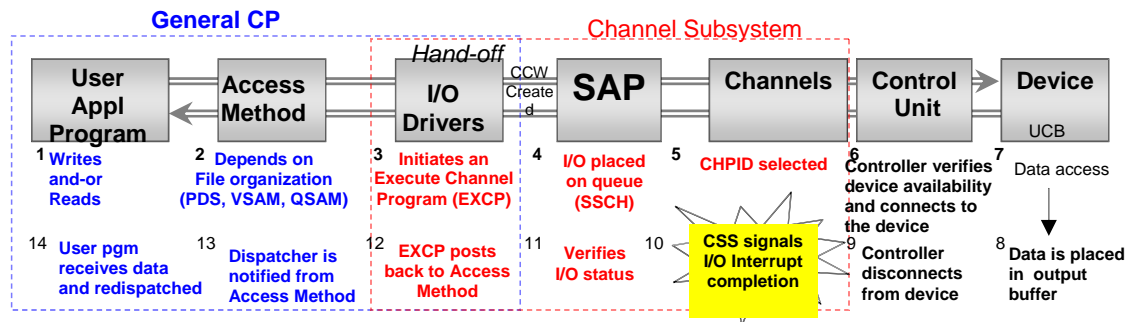 General CP
Channel Subsystem
Hand-off
User
Appl
Program
Access
Method
I/O
Drivers
CCW
Create
d
SAP
Channels
Control
Unit
Device
UCB
1 Writes
and-or
Reads
2 Depends on
File organization
(PDS, VSAM, QSAM)
3 Initiates an
Execute Channel
Program (EXCP)
4 I/O placed
on queue
(SSCH)
5 CHPID selected
6
Controller verifies
device availability
and connects to
the device
7
Data access
14 User pgm
receives data
and redispatched
13 Dispatcher is
notified from
Access Method
12 EXCP posts
back to Access
Method
11 Verifies
I/O status
10 CSS signals
I/O Interrupt
completion
9 Controller
disconnects
from device
8 Data is placed
in output
buffer